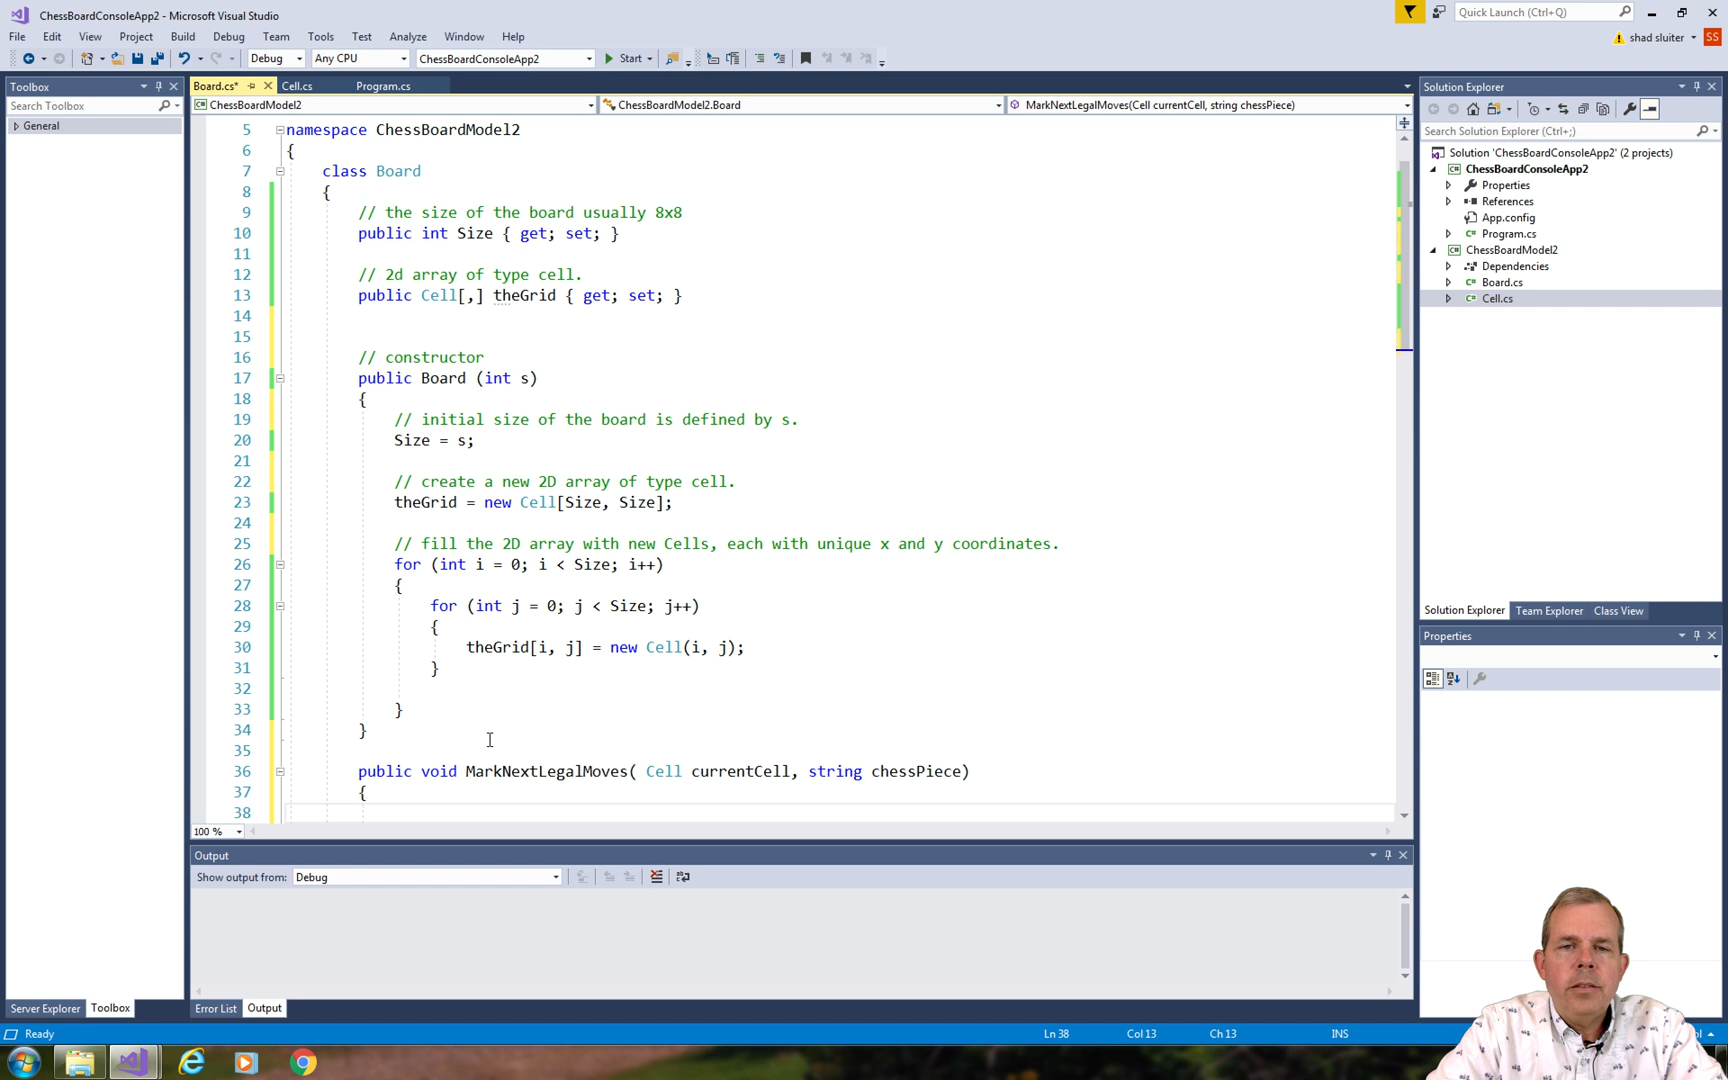 ChessBoardConsoleApp2 - Microsoft Visual Studio
Quick Launch (Ctrl+Q)
File Edit View Project Build Debug Team Tools Test Analyze Window Help
shad sluiter SS
Debug Any CPU ChessBoardConsoleApp2 Start
Toolbox
Search Toolbox
General
Board.cs* Cell.cs Program.cs
ChessBoardModel2 ChessBoardModel2.Board MarkNextLegalMoves(Cell currentCell, string chessPiece)
5 namespace ChessBoardModel2
6 {
7 class Board
8 {
9 // the size of the board usually 8x8
10 public int Size { get; set; }
11
12 // 2d array of type cell.
13 public Cell[,] theGrid { get; set; }
14
15
16 // constructor
17 public Board (int s)
18 {
19 // initial size of the board is defined by s.
20 Size = s;
21
22 // create a new 2D array of type cell.
23 theGrid = new Cell[Size, Size];
24
25 // fill the 2D array with new Cells, each with unique x and y coordinates.
26 for (int i = 0; i < Size; i++)
27 {
28 for (int j = 0; j < Size; j++)
29 {
30 theGrid[i, j] = new Cell(i, j);
31 }
32
33 }
34 }
35
36 public void MarkNextLegalMoves( Cell currentCell, string chessPiece)
37 {
38
100 %
Output
Show output from: Debug
Server Explorer Toolbox
Error List Output
Solution Explorer
Search Solution Explorer (Ctrl+;)
Solution 'ChessBoardConsoleApp2' (2 projects)
ChessBoardConsoleApp2
Properties
References
App.config
Program.cs
ChessBoardModel2
Dependencies
Board.cs
Cell.cs
Solution Explorer Team Explorer Class View
Properties
Ready Ln 38 Col 13 Ch 13 INS